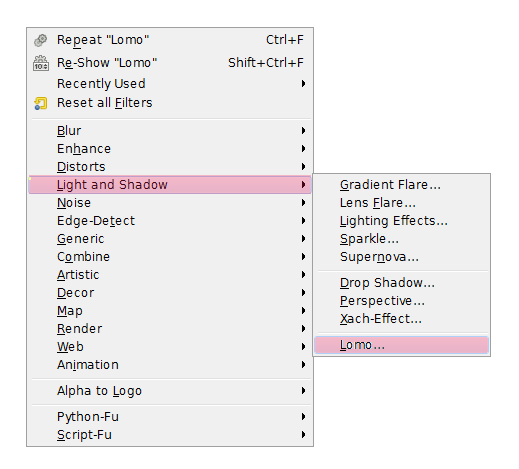 Repeat "Lomo" Ctrl+F
Re-Show "Lomo" Shift+Ctrl+F
Recently Used
Reset all Filters
Blur
Enhance
Distorts
Light and Shadow
Noise
Edge-Detect
Generic
Combine
Artistic
Decor
Map
Render
Web
Animation
Alpha to Logo
Python-Fu
Script-Fu
Gradient Flare...
Lens Flare...
Lighting Effects...
Sparkle...
Supernova...
Drop Shadow...
Perspective...
Xach-Effect...
Lomo...